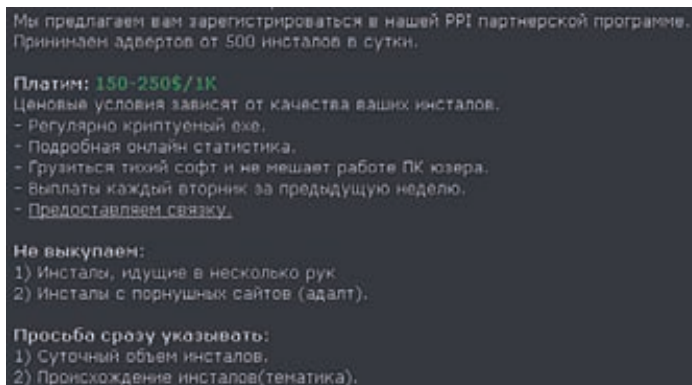 Мы предлагаем вам зарегистрироваться в нашей PPI партнерской программе.
Принимаем адвертов от 500 инсталов в сутки.
Платим: 150-250$/1K
Ценовые условия зависят от качества ваших инсталов.
- Регулярно криптуемый exe.
- Подробная онлайн статистика.
- Грузиться тихий софт и не мешает работе ПК юзера.
- Выплаты каждый вторник за предыдущую неделю.
- Предоставляем связку.
Не выкупаем:
1) Инсталы, идущие в несколько рук
2) Инсталы с порнушных сайтов (адалт).
Просьба сразу указывать:
1) Суточный объем инсталов.
2) Происхождение инсталов(тематика).